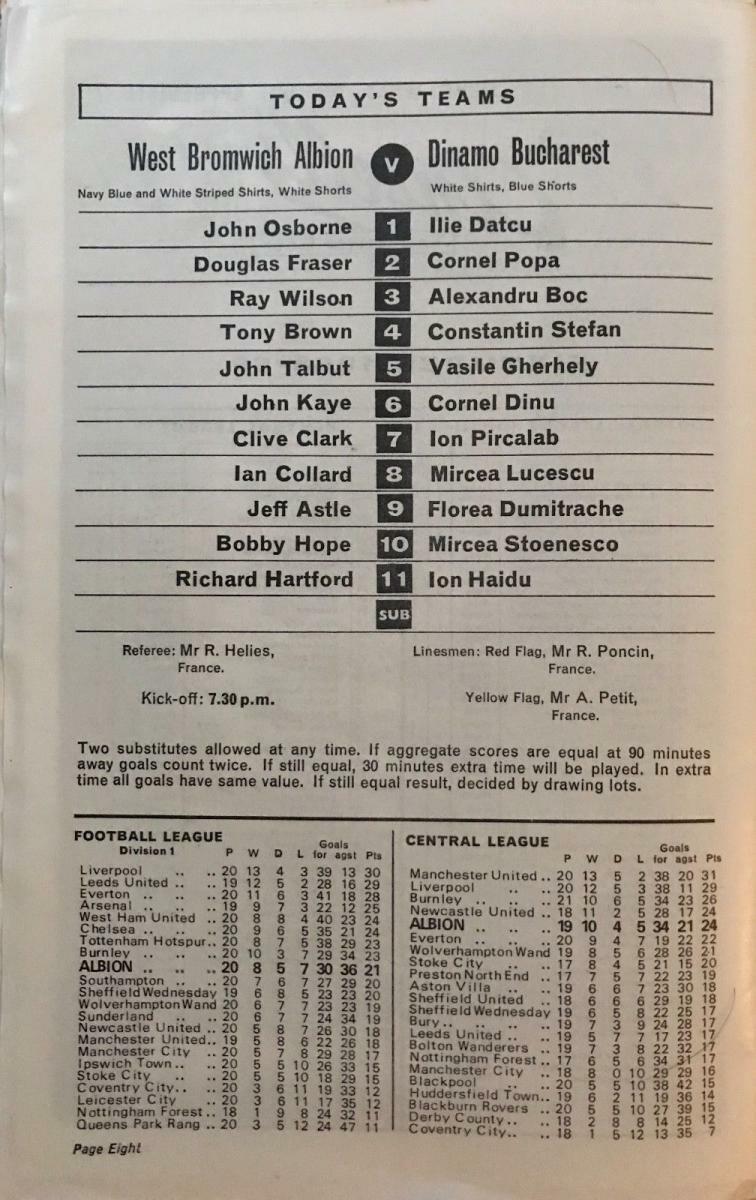 TODAY'S TEAMS
West Bromwich Albion v Dinamo Bucharest
Navy Blue and White Striped Shirts, White Shorts White Shirts, Blue Shorts
John Osborne 1 Ilie Datcu
Douglas Fraser 2 Cornel Popa
Ray Wilson 3 Alexandru Boc
Tony Brown 4 Constantin Stefan
John Talbut 5 Vasile Gherhely
John Kaye 6 Cornel Dinu
Clive Clark 7 Ion Pircalab
Ian Collard 8 Mircea Lucescu
Jeff Astle 9 Florea Dumitrache
Bobby Hope 10 Mircea Stoenesco
Richard Hartford 11 Ion Haidu
SUB
Referee: Mr R. Helies, Linesmen: Red Flag, Mr R. Poncin,
France. France.
Kick-off: 7.30 p.m. Yellow Flag, Mr A. Petit,
France.
Two substitutes allowed at any time. If aggregate scores are equal at 90 minutes
away goals count twice. If still equal, 30 minutes extra time will be played. In extra
time all goals have same value. If still equal result, decided by drawing lots.
FOOTBALL LEAGUE
Division 1
Goals
P W D L for agst Pts
Liverpool .. .. 20 13 4 3 39 13 30
Leeds United .. .. 19 12 5 2 28 16 29
Everton .. .. .. 20 11 6 3 41 18 28
Arsenal .. .. .. 19 9 7 3 22 12 25
West Ham United .. 20 8 8 4 40 23 24
Chelsea .. .. .. 20 9 6 5 35 21 24
Tottenham Hotspur.. 20 8 7 5 38 29 23
Burnley .. .. .. 20 10 3 7 29 34 23
ALBION .. .. .. 20 8 5 7 30 36 21
Southampton .. .. 20 7 6 7 27 29 20
Sheffield Wednesday 19 6 8 5 23 23 20
Wolverhampton Wand 20 6 7 7 23 23 19
Sunderland .. .. 20 6 7 7 24 34 19
Newcastle United .. 20 5 8 7 26 30 18
Manchester United.. 19 5 8 6 22 26 18
Manchester City .. 20 5 7 8 29 28 17
Ipswich Town .. .. 20 5 5 10 26 33 15
Stoke City .. .. 20 5 5 10 18 29 15
Coventry City.. .. 20 3 6 11 19 33 12
Leicester City .. 20 3 6 11 17 35 12
Nottingham Forest.. 18 1 9 8 24 32 11
Queens Park Rang .. 20 3 5 12 24 47 11
CENTRAL LEAGUE
Goals
P W D L for agst Pts
Manchester United .. 20 13 5 2 38 20 31
Liverpool .. .. 20 12 5 3 38 11 29
Burnley .. .. .. 21 10 6 5 34 23 26
Newcastle United .. 18 11 2 5 28 17 24
ALBION .. .. .. 19 10 4 5 34 21 24
Everton .. .. .. 20 9 4 7 19 22 22
Wolverhampton Wand 19 8 5 6 28 26 21
Stoke City .. .. 17 8 4 5 21 15 20
Preston North End .. 17 7 5 7 22 23 19
Aston Villa .. .. 19 6 6 7 23 30 18
Sheffield United .. 18 6 6 6 29 19 18
Sheffield Wednesday 19 6 5 8 22 25 17
Bury .. .. .. 19 7 3 9 24 28 17
Leeds United .. .. 19 5 7 7 17 23 17
Bolton Wanderers .. 19 7 3 8 22 32 17
Nottingham Forest .. 17 6 5 6 34 31 17
Manchester City .. 18 8 0 10 29 29 16
Blackpool .. .. 20 5 5 10 38 42 15
Huddersfield Town.. 19 6 2 11 19 36 14
Blackburn Rovers .. 20 5 5 10 27 39 15
Derby County .. .. 18 2 8 8 14 25 12
Coventry City.. .. 18 1 5 12 13 35 7
Page Eight